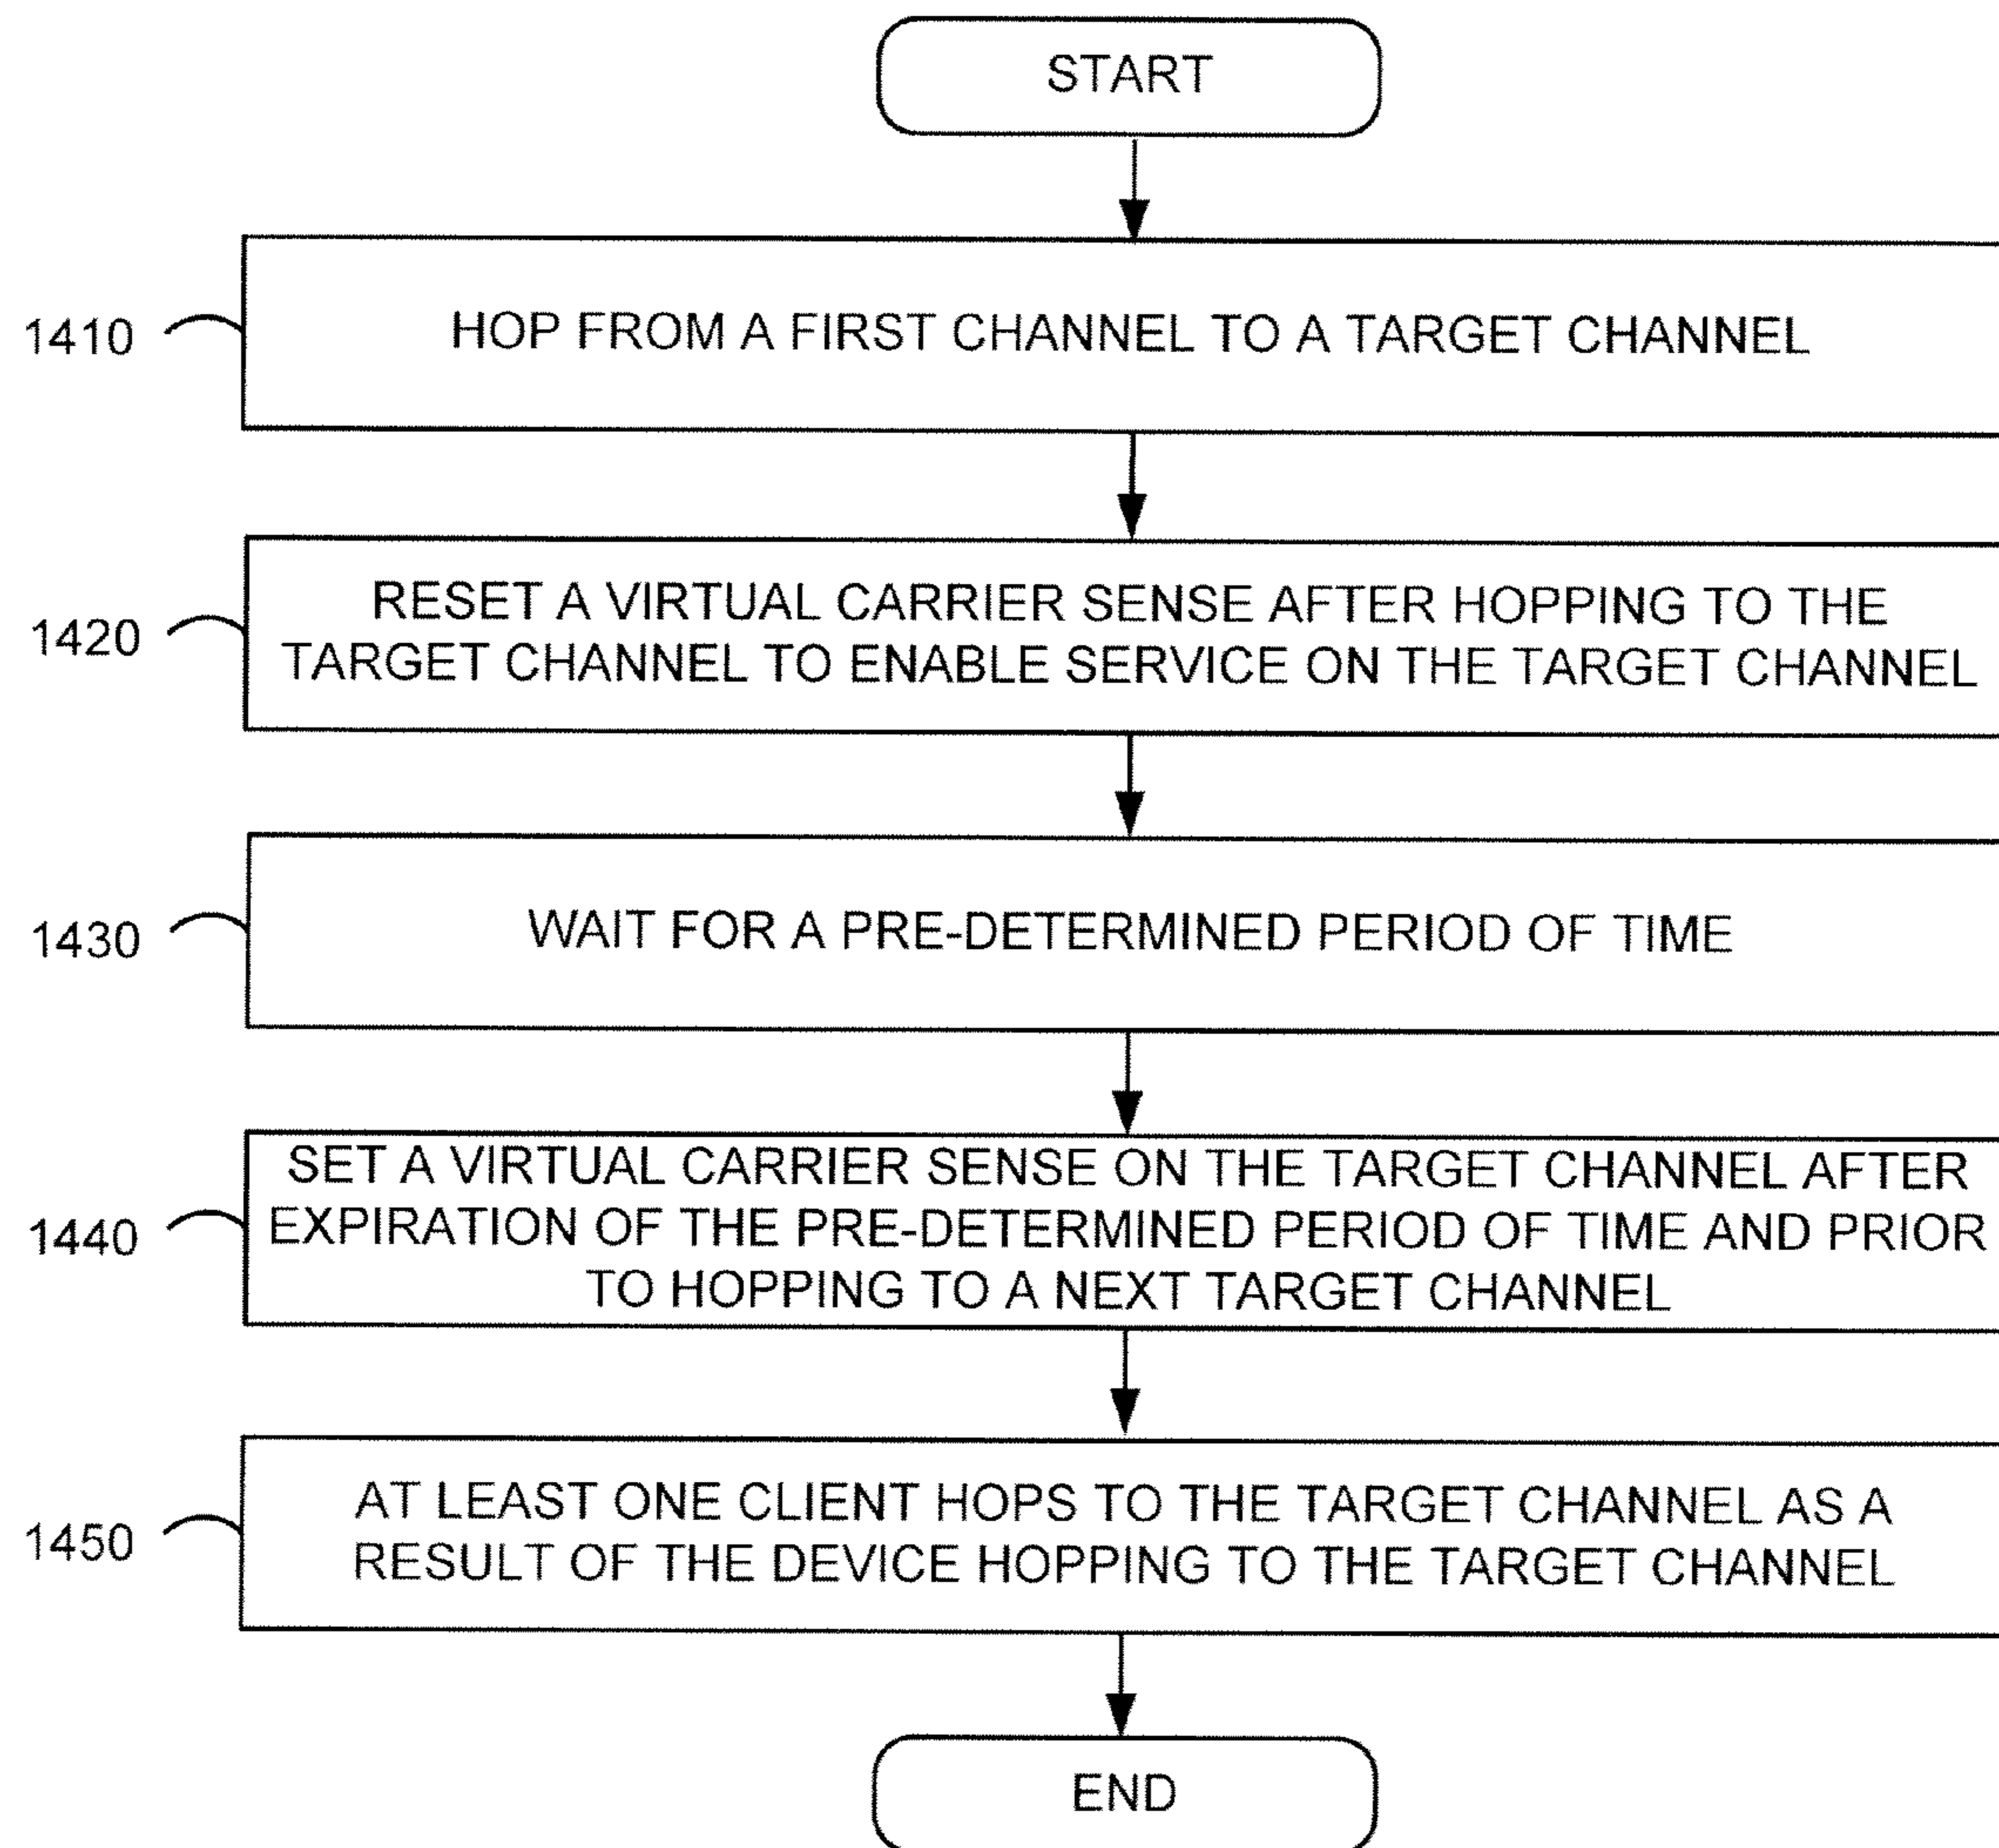 START
1410
HOP FROM A FIRST CHANNEL TO A TARGET CHANNEL
1420
RESET A VIRTUAL CARRIER SENSE AFTER HOPPING TO THE
TARGET CHANNEL TO ENABLE SERVICE ON THE TARGET CHANNEL
1430
WAIT FOR A PRE-DETERMINED PERIOD OF TIME
1440
SET A VIRTUAL CARRIER SENSE ON THE TARGET CHANNEL AFTER
EXPIRATION OF THE PRE-DETERMINED PERIOD OF TIME AND PRIOR
TO HOPPING TO A NEXT TARGET CHANNEL
1450
AT LEAST ONE CLIENT HOPS TO THE TARGET CHANNEL AS A
RESULT OF THE DEVICE HOPPING TO THE TARGET CHANNEL
END